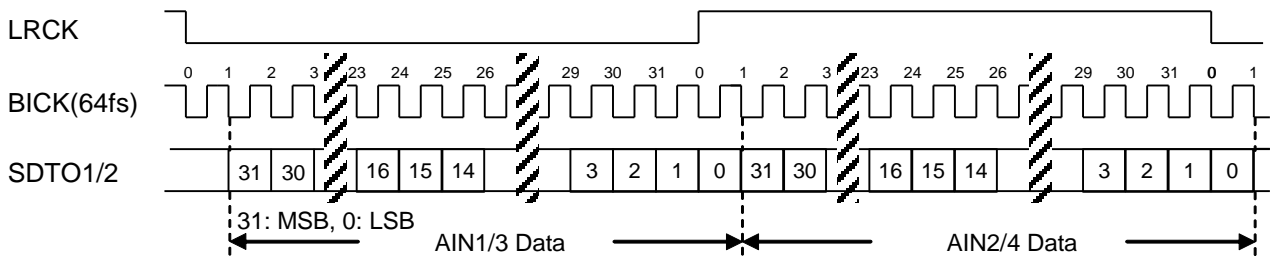 LRCK
0 1 2 3 23 24 25 26 29 30 31 0 1 2 3 23 24 25 26 29 30 31 0 1
BICK(64fs)
SDTO1/2 31 30 16 15 14 3 2 1 0 31 30 16 15 14 3 2 1 0
31: MSB, 0: LSB
AIN1/3 Data AIN2/4 Data